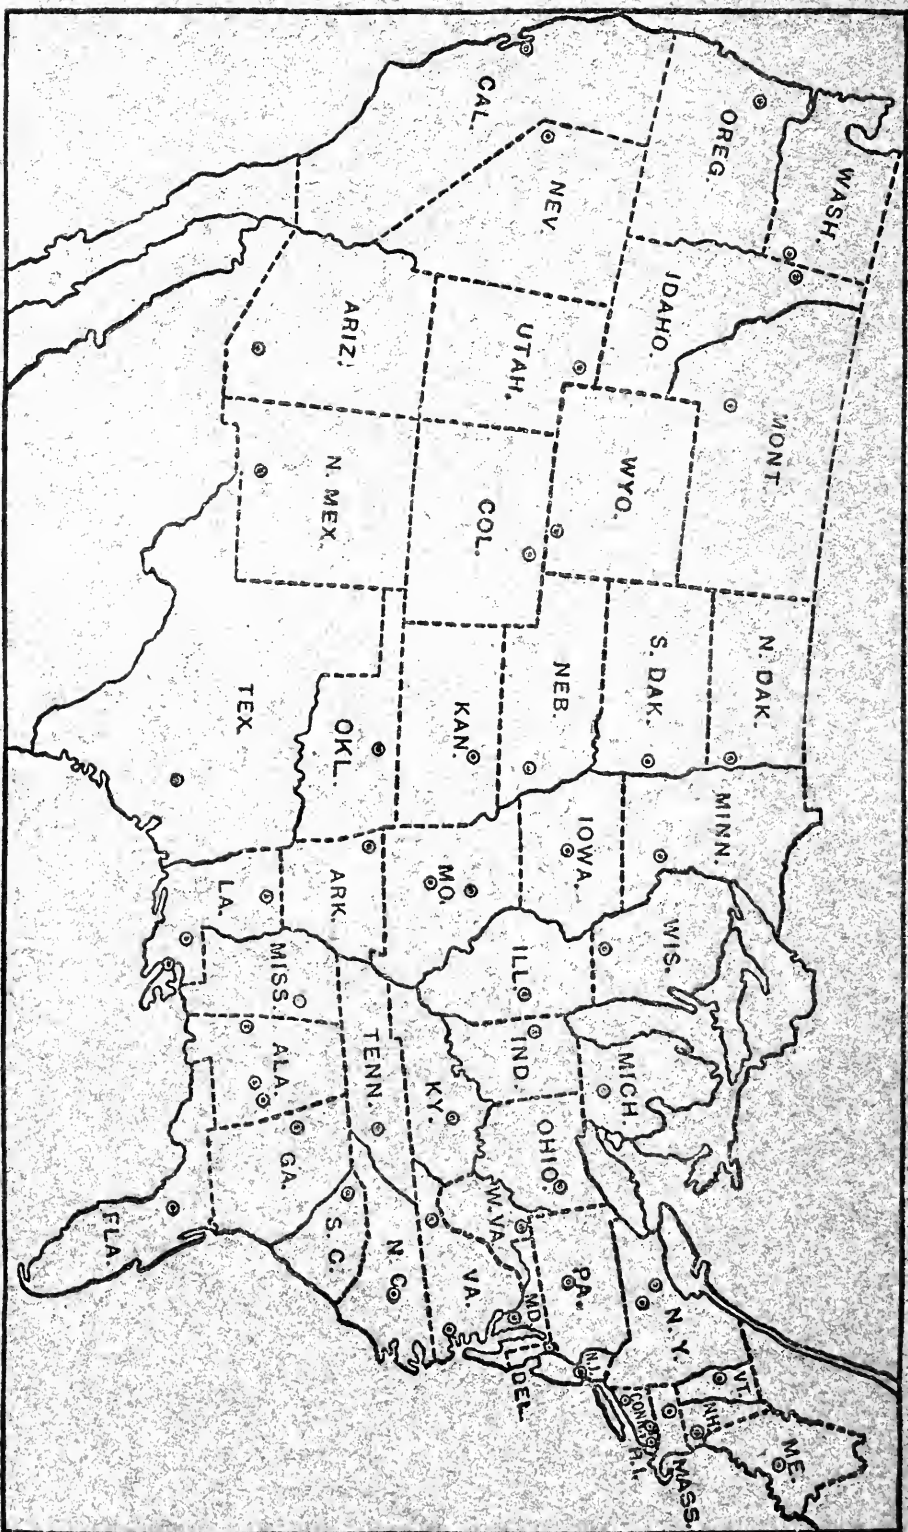 WASH.
OREG.
CAL.
NEV.
IDAHO.
MONT.
WYO.
UTAH.
ARIZ.
COL.
N. MEX.
N. DAK.
S. DAK.
NEB.
KAN.
OKL.
TEX.
MINN.
IOWA.
MO.
ARK.
LA.
WIS.
ILL.
MICH.
IND.
OHIO.
KY.
TENN.
MISS.
ALA.
GA.
FLA.
S. C.
N. C.
VA.
W. VA.
MD.
DEL.
PA.
N. J.
N. Y.
CONN.
R. I.
MASS.
VT.
N.H.
ME.